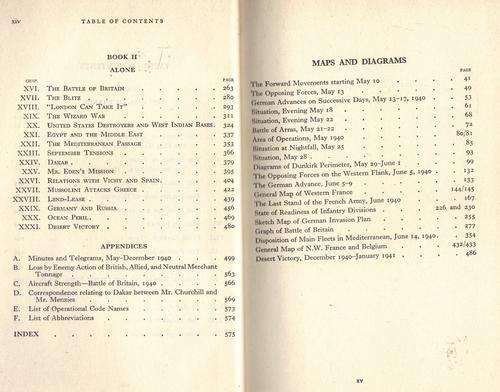 xiv TABLE OF CONTENTS
BOOK II
ALONE
CHAP. PAGE
XVI. THE BATTLE OF BRITAIN 263
XVII. THE BLITZ 280
XVIII. "LONDON CAN TAKE IT" 293
XIX. THE WIZARD WAR 311
XX. UNITED STATES DESTROYERS AND WEST INDIAN BASES 324
XXI. EGYPT AND THE MIDDLE EAST 337
XXII. THE MEDITERRANEAN PASSAGE 352
XXIII. SEPTEMBER TENSIONS 366
XXIV. DAKAR 379
XXV. MR. EDEN'S MISSION 395
XXVI. RELATIONS WITH VICHY AND SPAIN 404
XXVII. MUSSOLINI ATTACKS GREECE 422
XXVIII. LEND-LEASE 439
XXIX. GERMANY AND RUSSIA 456
XXX. OCEAN PERIL 469
XXXI. DESERT VICTORY 480
APPENDICES
A. Minutes and Telegrams, May-December 1940 499
B. Loss by Enemy Action of British, Allied, and Neutral Merchant
Tonnage 563
C. Aircraft Strength—Battle of Britain, 1940 566
D. Correspondence relating to Dakar between Mr. Churchill and
Mr. Menzies 569
E. List of Operational Code Names 573
F. List of Abbreviations 574
INDEX 575
MAPS AND DIAGRAMS
PAGE
The Forward Movements starting May 10 41
The Opposing Forces, May 13 49
German Advances on Successive Days, May 13-17, 1940 53
Situation, Evening May 18 61
Situation, Evening May 22 68
Battle of Arras, May 21-22 72
Area of Operations, May 1940 80/81
Situation at Nightfall, May 25 85
Situation, May 28 93
Diagrams of Dunkirk Perimeter, May 29-June 1 99
The Opposing Forces on the Western Flank, June 5, 1940 132
The German Advance, June 5-9 133
General Map of Western France 144/145
The Last Stand of the French Army, June 1940 167
State of Readiness of Infantry Divisions 226 and 230
Sketch Map of German Invasion Plan 255
Graph of Battle of Britain 277
Disposition of Main Fleets in Mediterranean, June 14, 1940 354
General Map of N.W. France and Belgium 432/433
Desert Victory, December 1940-January 1941 486
xv